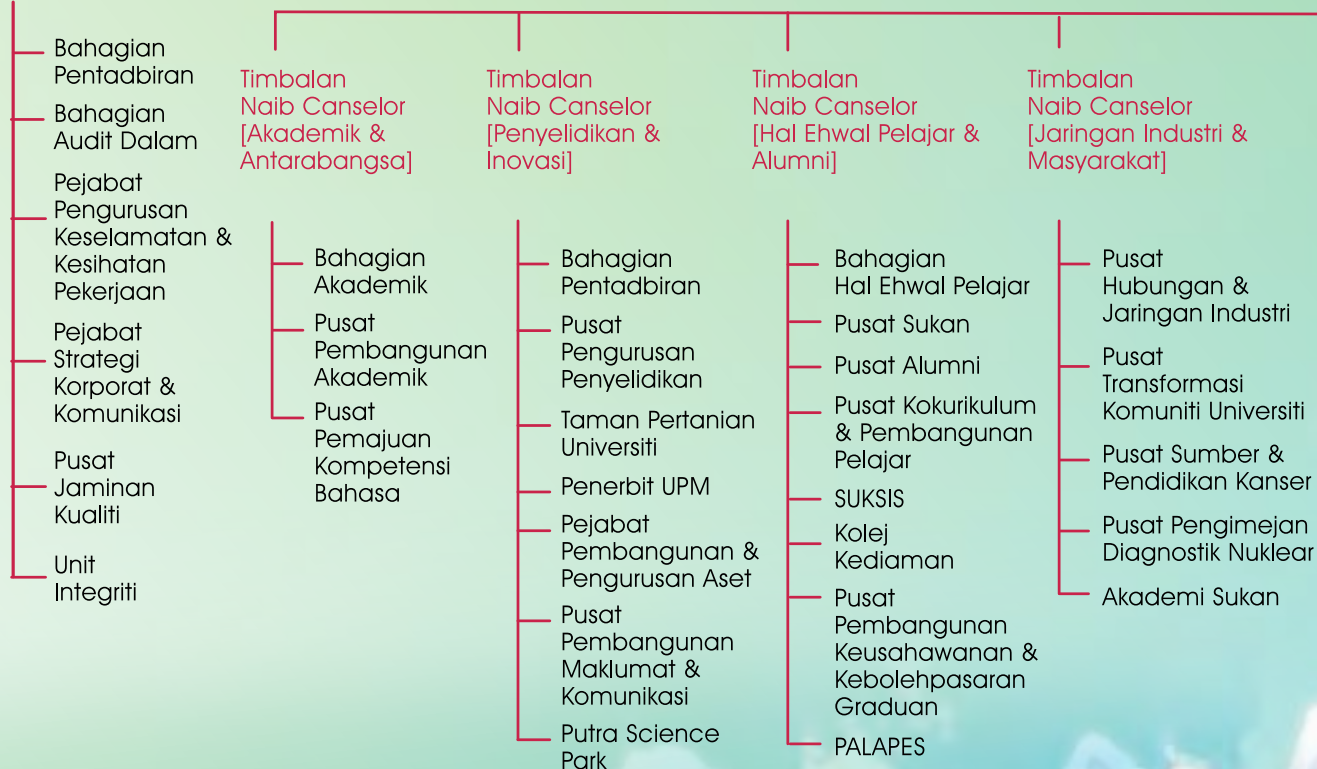 Bahagian
Pentadbiran
Bahagian
Audit Dalam
Pejabat
Pengurusan
Keselamatan &
Kesihatan
Pekerjaan
Pejabat
Strategi
Korporat &
Komunikasi
Pusat
Jaminan
Kualiti
Unit
Integriti
Timbalan
Naib Canselor
[Akademik &
Antarabangsa]
Bahagian
Akademik
Pusat
Pembangunan
Akademik
Pusat
Pemajuan
Kompetensi
Bahasa
Timbalan
Naib Canselor
[Penyelidikan &
Inovasi]
Bahagian
Pentadbiran
Pusat
Pengurusan
Penyelidikan
Taman Pertanian
Universiti
Penerbit UPM
Pejabat
Pembangunan &
Pengurusan Aset
Pusat
Pembangunan
Maklumat &
Komunikasi
Putra Science
Park
Timbalan
Naib Canselor
[Hal Ehwal Pelajar &
Alumni]
Bahagian
Hal Ehwal Pelajar
Pusat Sukan
Pusat Alumni
Pusat Kokurikulum
& Pembangunan
Pelajar
SUKSIS
Kolej
Kediaman
Pusat
Pembangunan
Keusahawanan &
Kebolehpasaran
Graduan
PALAPES
Timbalan
Naib Canselor
[Jaringan Industri &
Masyarakat]
Pusat
Hubungan &
Jaringan Industri
Pusat
Transformasi
Komuniti Universiti
Pusat Sumber &
Pendidikan Kanser
Pusat Pengimejan
Diagnostik Nuklear
Akademi Sukan